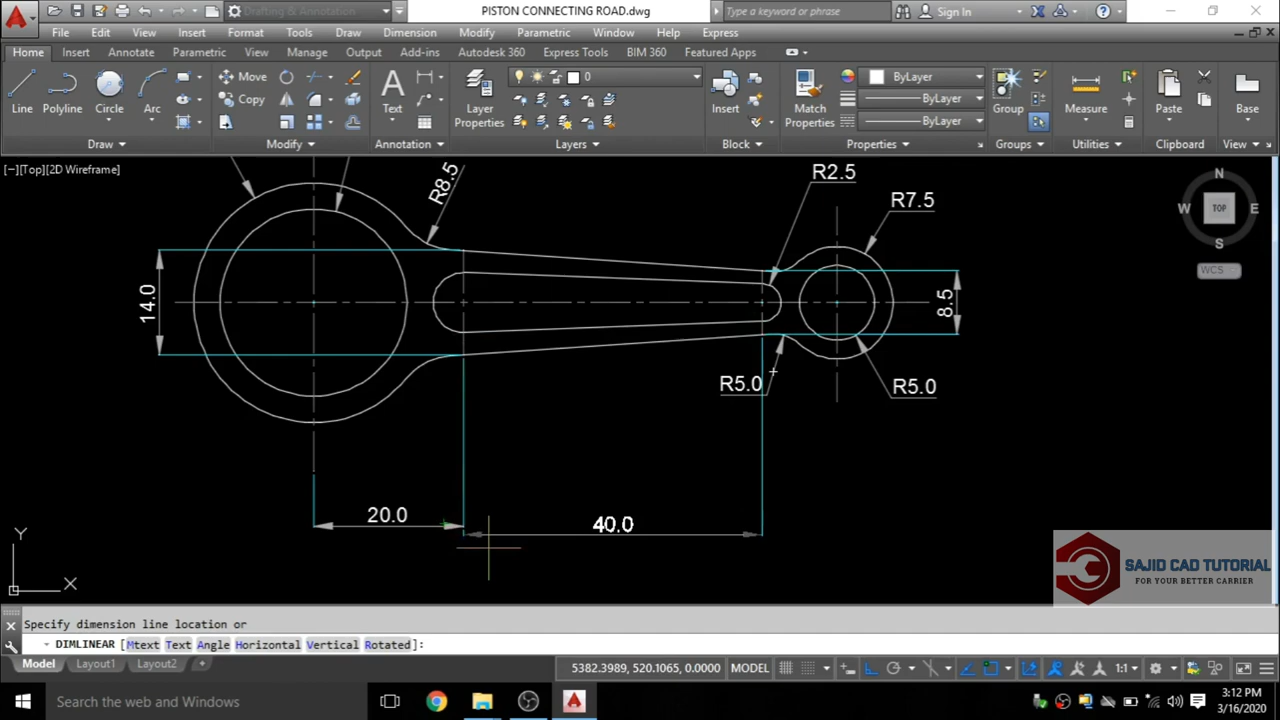 Drafting & Annotation
PISTON CONNECTING ROAD.dwg
Type a keyword or phrase
Sign In
File Edit View Insert Format Tools Draw Dimension Modify Parametric Window Help Express
Home Insert Annotate Parametric View Manage Output Add-ins Autodesk 360 Express Tools BIM 360 Featured Apps
Line Polyline Circle Arc
Move
Copy
Text
Layer Properties
0
Insert
Match Properties
ByLayer
ByLayer
ByLayer
Group
Measure
Paste
Base
Draw Modify Annotation Layers Block Properties Groups Utilities Clipboard View
[−][Top][2D Wireframe]
R8.5
R2.5
R7.5
N
W TOP E
S
WCS
14.0
8.5
R5.0
R5.0
20.0
40.0
Y
X
SAJID CAD TUTORIAL
FOR YOUR BETTER CARRIER
Specify dimension line location or
DIMLINEAR [Mtext Text Angle Horizontal Vertical Rotated]:
Model Layout1 Layout2 +
5382.3989, 520.1065, 0.0000 MODEL
1:1
Search the web and Windows
3:12 PM
3/16/2020